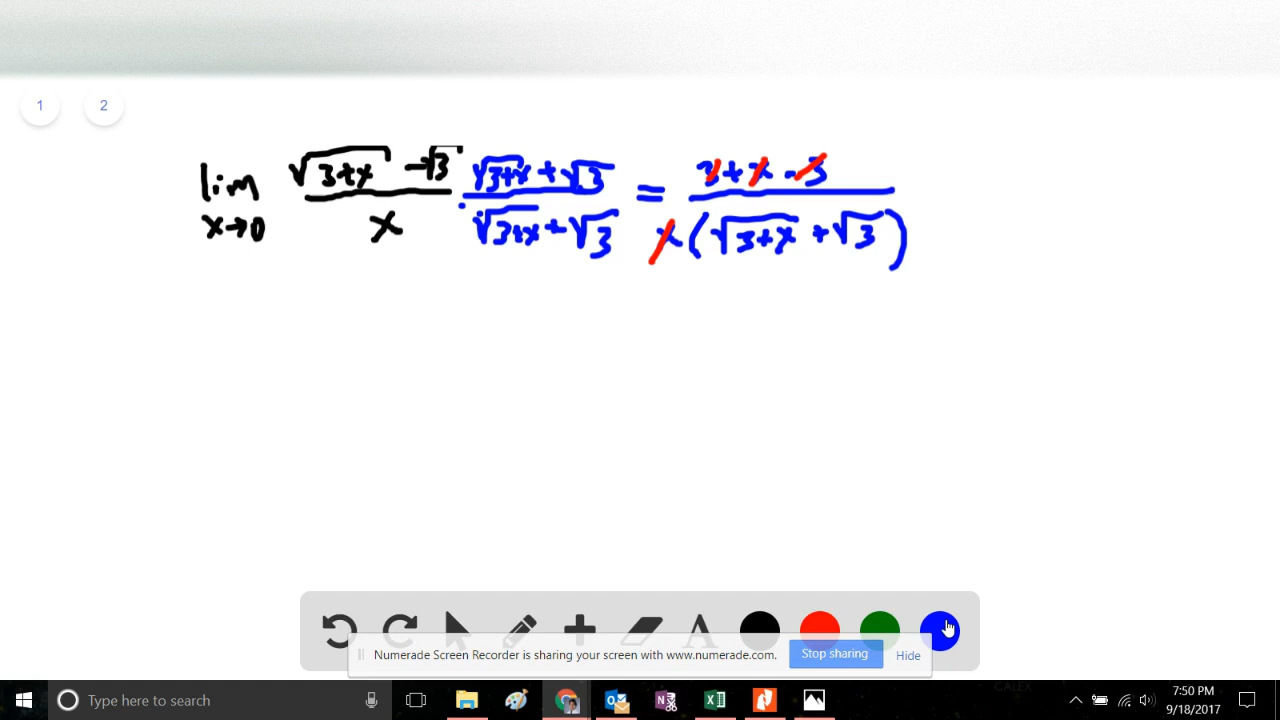 1 2
lim x→0 (√(3+x) - √3)/x · (√(3+x) + √3)/(√(3+x) + √3) = (3 + x - 3)/(x(√(3+x) + √3))
A
Numerade Screen Recorder is sharing your screen with www.numerade.com. Stop sharing Hide
Type here to search
7:50 PM
9/18/2017